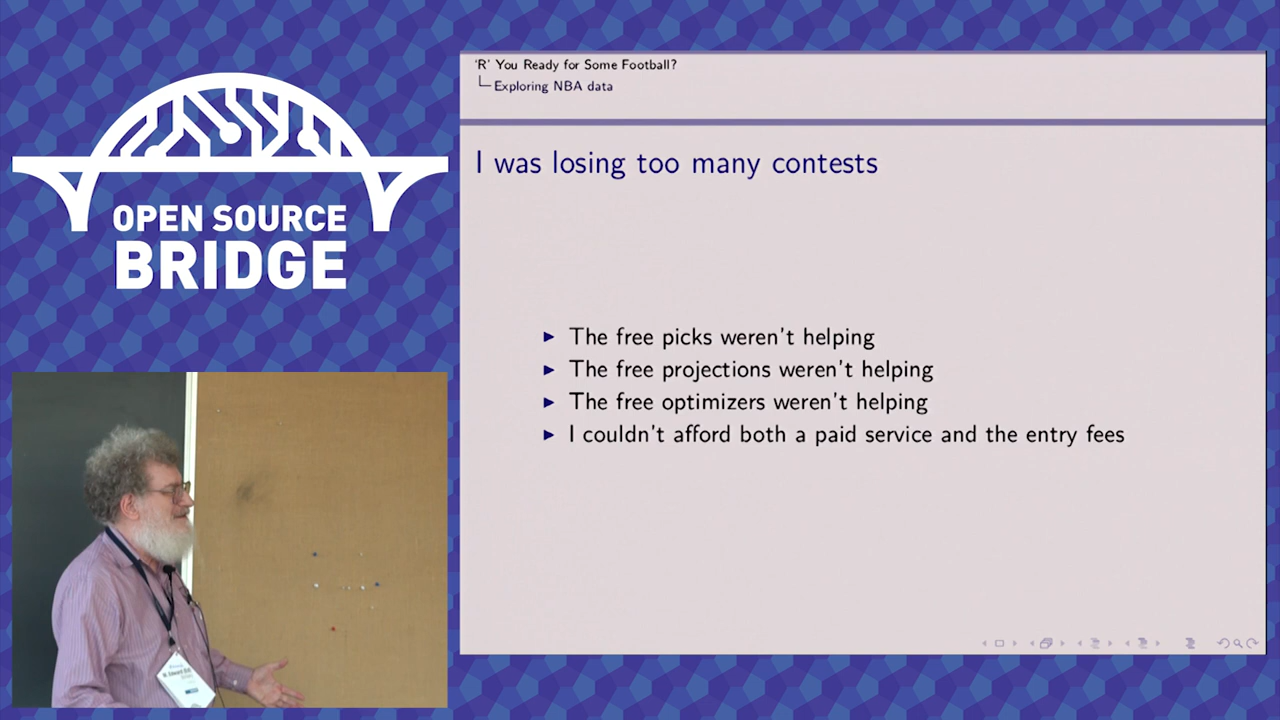 OPEN SOURCE
BRIDGE
'R' You Ready for Some Football?
Exploring NBA data
I was losing too many contests
The free picks weren't helping
The free projections weren't helping
The free optimizers weren't helping
I couldn't afford both a paid service and the entry fees